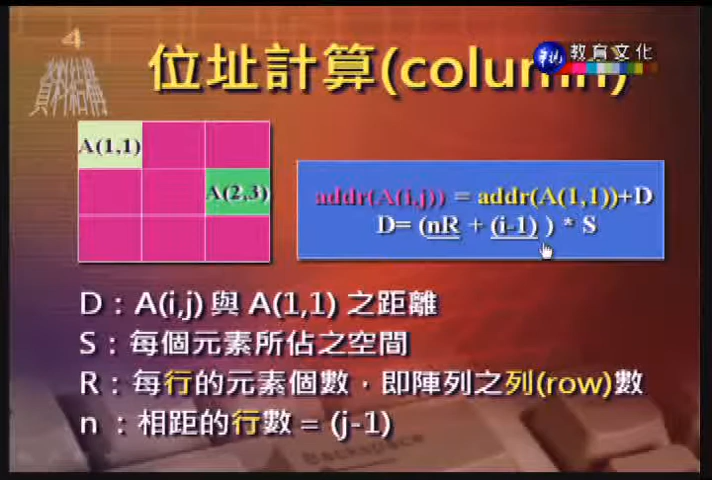 4
資料結構
位址計算(column)
華視 教育文化
A(1,1)
A(2,3)
addr(A(i,j)) = addr(A(1,1))+D
D= (nR + (i-1) ) * S
D：A(i,j) 與 A(1,1) 之距離
S：每個元素所佔之空間
R：每行的元素個數，即陣列之列(row)數
n ：相距的行數 = (j-1)
Backspace